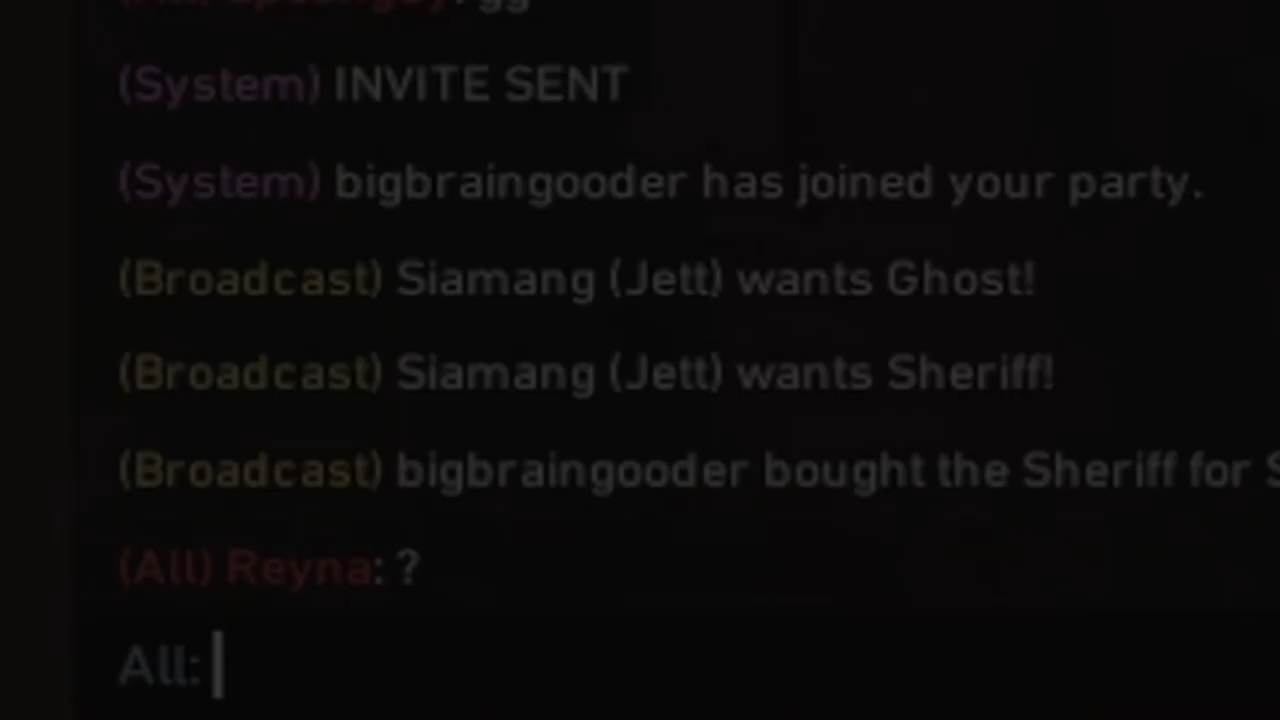 : gg
(System) INVITE SENT
(System) bigbraingooder has joined your party.
(Broadcast) Siamang (Jett) wants Ghost!
(Broadcast) Siamang (Jett) wants Sheriff!
(Broadcast) bigbraingooder bought the Sheriff for
(All) Reyna: ?
All: